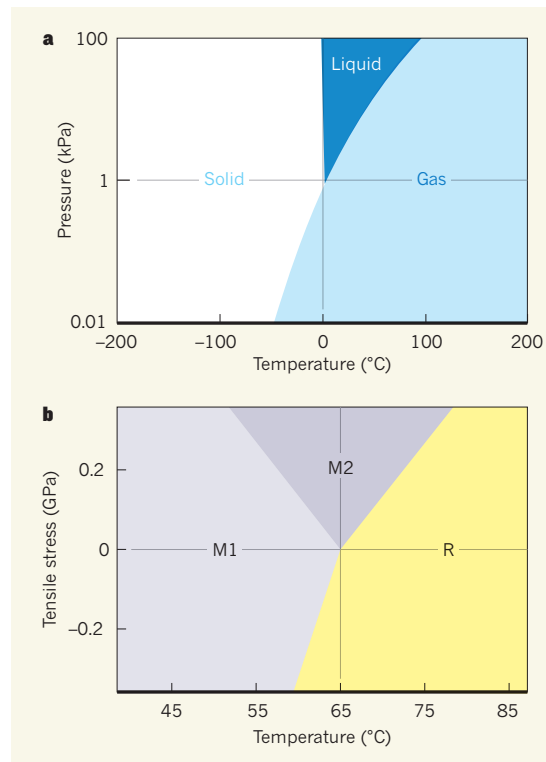 a
100
Liquid
Pressure (kPa)
1
Solid
Gas
0.01
–200 –100 0 100 200
Temperature (°C)
b
0.2
M2
Tensile stress (GPa)
0
M1
R
–0.2
45 55 65 75 85
Temperature (°C)